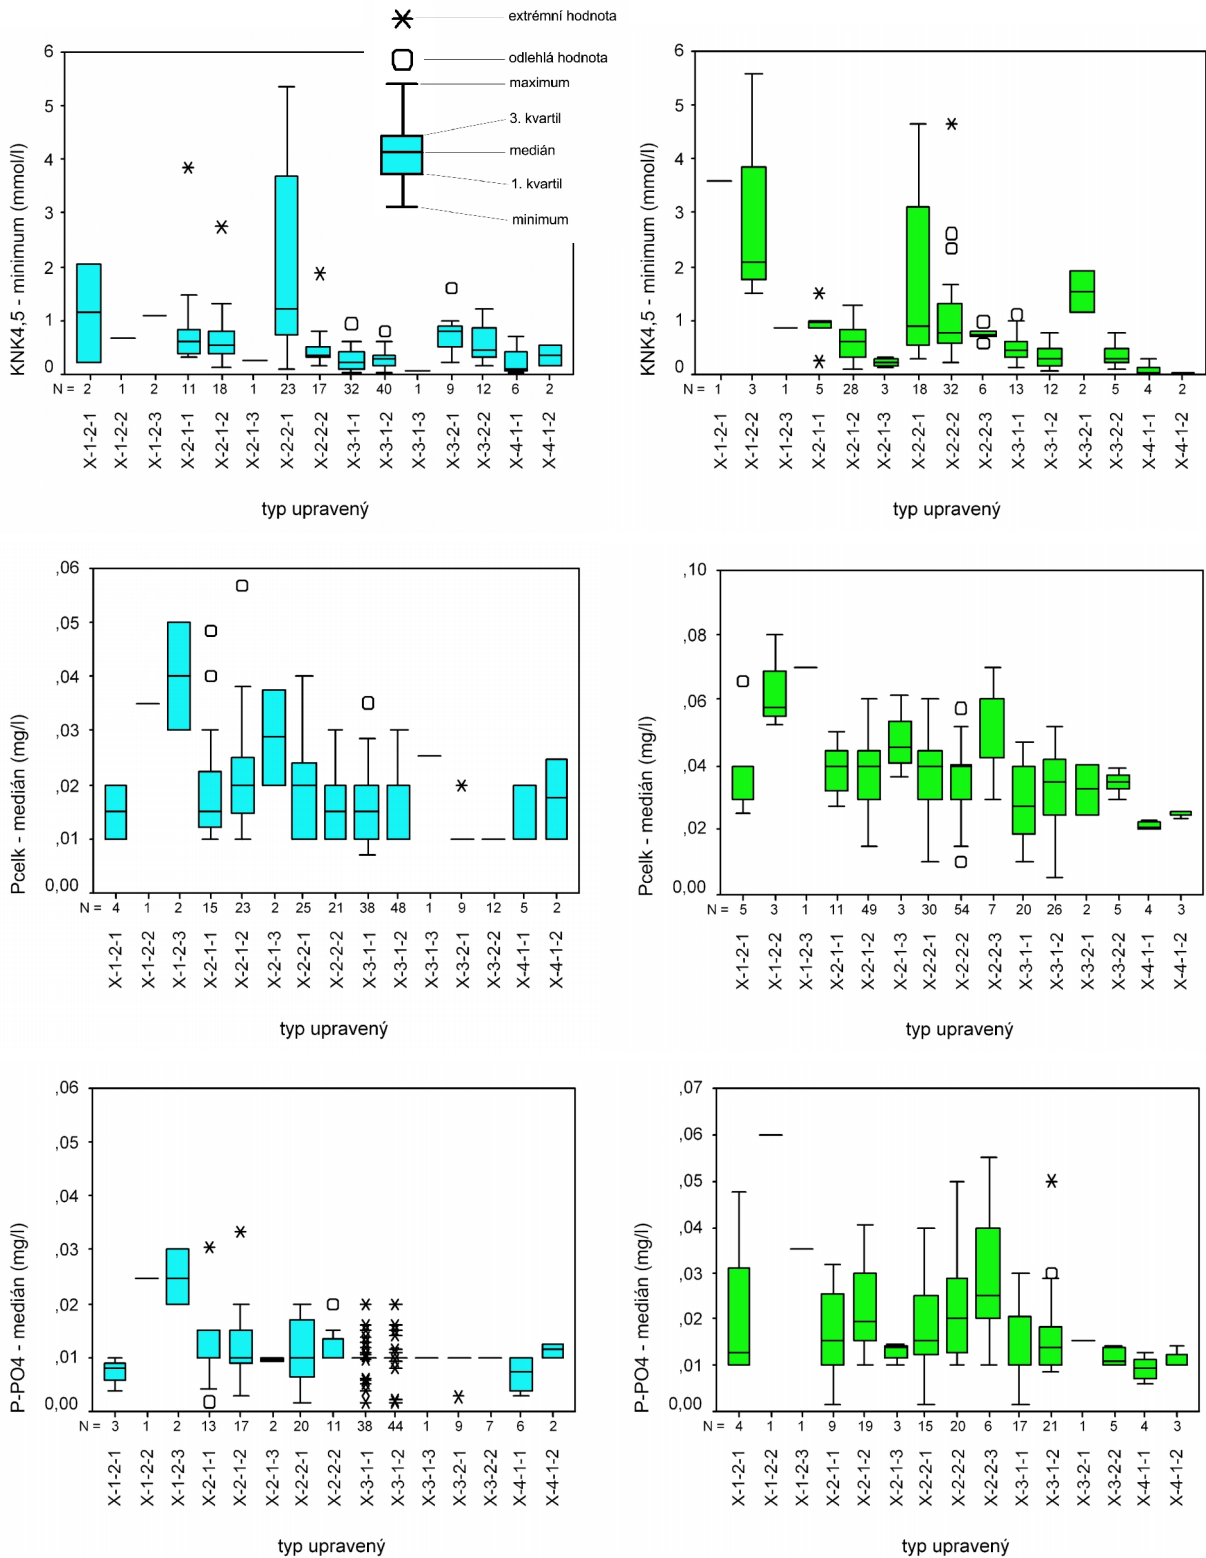 extrémní hodnota
odlehlá hodnota
maximum
3. kvartil
medián
1. kvartil
minimum
KNK4,5 - minimum (mmol/l)
6
5
4
3
2
1
0
N = 2 1 2 11 18 1 23 17 32 40 1 9 12 6 2
X-1-2-1 X-1-2-2 X-1-2-3 X-2-1-1 X-2-1-2 X-2-1-3 X-2-2-1 X-2-2-2 X-3-1-1 X-3-1-2 X-3-1-3 X-3-2-1 X-3-2-2 X-4-1-1 X-4-1-2
typ upravený
KNK4,5 - minimum (mmol/l)
6
5
4
3
2
1
0
N = 1 3 1 5 28 3 18 32 6 13 12 2 5 4 2
X-1-2-1 X-1-2-2 X-1-2-3 X-2-1-1 X-2-1-2 X-2-1-3 X-2-2-1 X-2-2-2 X-2-2-3 X-3-1-1 X-3-1-2 X-3-2-1 X-3-2-2 X-4-1-1 X-4-1-2
typ upravený
Pcelk - medián (mg/l)
,06
,05
,04
,03
,02
,01
0,00
N = 4 1 2 15 23 2 25 21 38 48 1 9 12 5 2
X-1-2-1 X-1-2-2 X-1-2-3 X-2-1-1 X-2-1-2 X-2-1-3 X-2-2-1 X-2-2-2 X-3-1-1 X-3-1-2 X-3-1-3 X-3-2-1 X-3-2-2 X-4-1-1 X-4-1-2
typ upravený
Pcelk - medián (mg/l)
,10
,08
,06
,04
,02
0,00
N = 5 3 1 11 49 3 30 54 7 20 26 2 5 4 3
X-1-2-1 X-1-2-2 X-1-2-3 X-2-1-1 X-2-1-2 X-2-1-3 X-2-2-1 X-2-2-2 X-2-2-3 X-3-1-1 X-3-1-2 X-3-2-1 X-3-2-2 X-4-1-1 X-4-1-2
typ upravený
P-PO4 - medián (mg/l)
,06
,05
,04
,03
,02
,01
0,00
N = 3 1 2 13 17 2 20 11 38 44 1 9 7 6 2
X-1-2-1 X-1-2-2 X-1-2-3 X-2-1-1 X-2-1-2 X-2-1-3 X-2-2-1 X-2-2-2 X-3-1-1 X-3-1-2 X-3-1-3 X-3-2-1 X-3-2-2 X-4-1-1 X-4-1-2
typ upravený
P-PO4 - medián (mg/l)
,07
,06
,05
,04
,03
,02
,01
0,00
N = 4 1 1 9 19 3 15 20 6 17 21 1 5 4 3
X-1-2-1 X-1-2-2 X-1-2-3 X-2-1-1 X-2-1-2 X-2-1-3 X-2-2-1 X-2-2-2 X-2-2-3 X-3-1-1 X-3-1-2 X-3-2-1 X-3-2-2 X-4-1-1 X-4-1-2
typ upravený